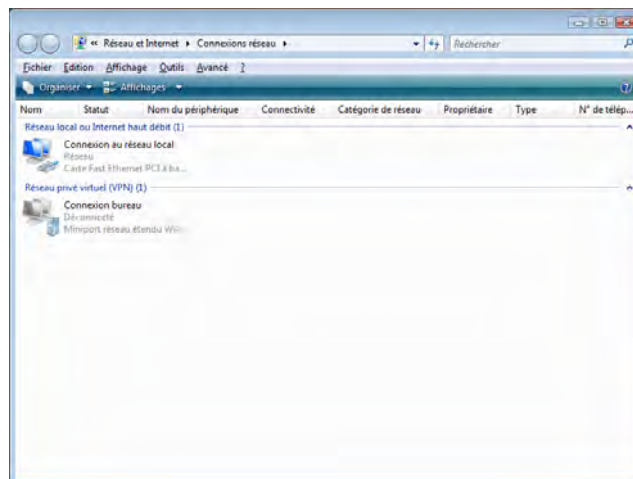 « Réseau et Internet Connexions réseau Rechercher
Fichier Edition Affichage Outils Avancé ?
Organiser Affichages ?
Nom Statut Nom du périphérique Connectivité Catégorie de réseau Propriétaire Type N° de télép...
Réseau local ou Internet haut débit (1)
Connexion au réseau local
Réseau
Carte Fast Ethernet PCI à ba...
Réseau privé virtuel (VPN) (1)
Connexion bureau
Déconnecté
Miniport réseau étendu